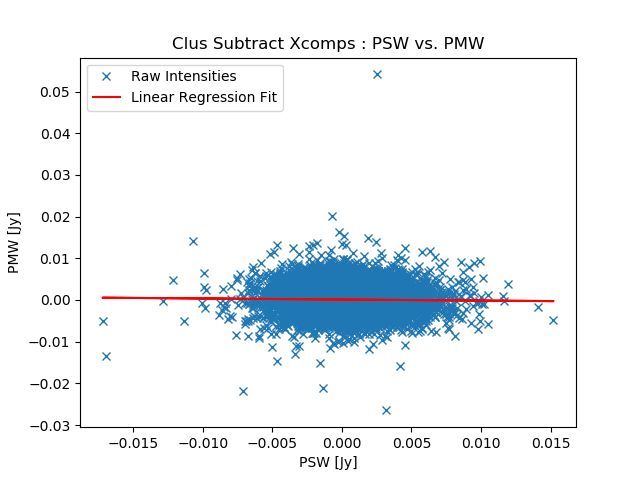 Clus Subtract Xcomps : PSW vs. PMW
Raw Intensities
Linear Regression Fit
0.05
0.04
0.03
0.02
0.01
0.00
−0.01
−0.02
−0.03
PMW [Jy]
−0.015 −0.010 −0.005 0.000 0.005 0.010 0.015
PSW [Jy]